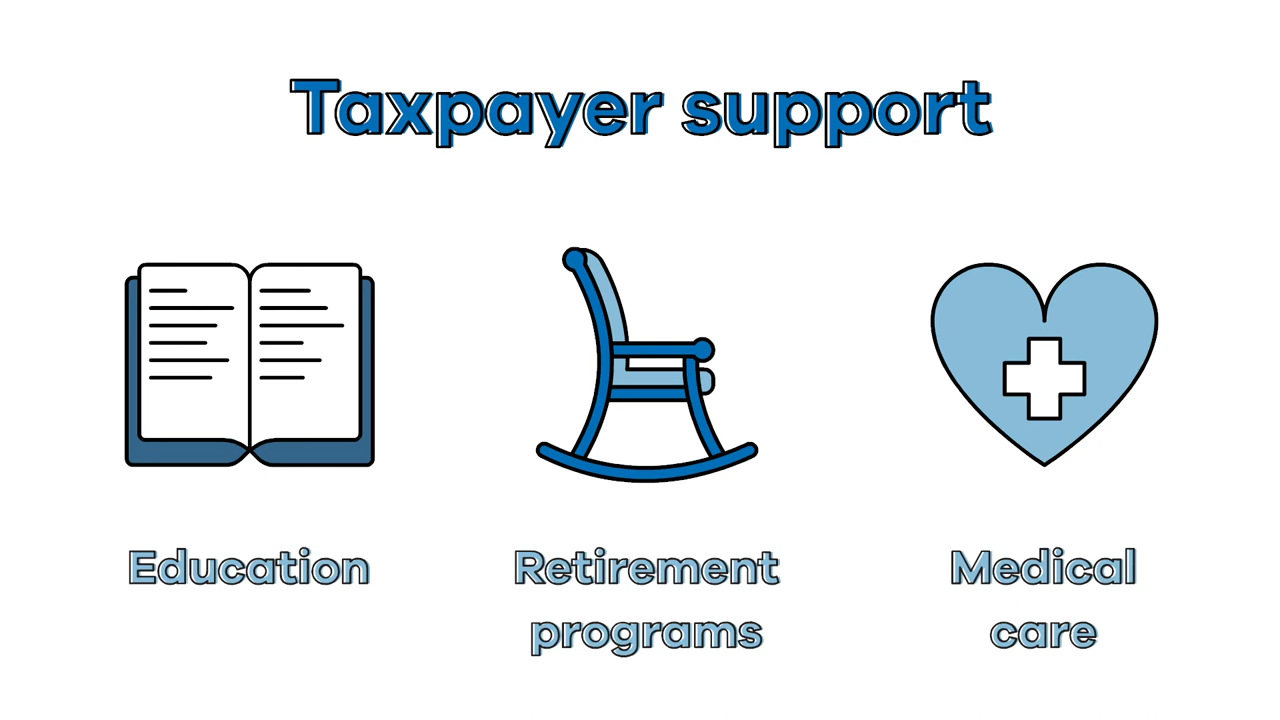 Taxpayer support
Education
Retirement
programs
Medical
care